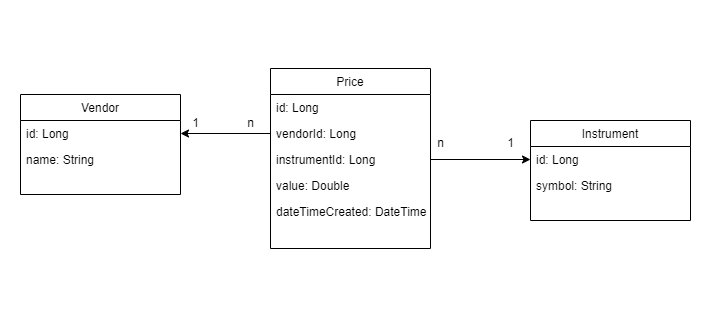 Vendor
id: Long
name: String
1
n
Price
id: Long
vendorId: Long
instrumentId: Long
value: Double
dateTimeCreated: DateTime
n
1
Instrument
id: Long
symbol: String